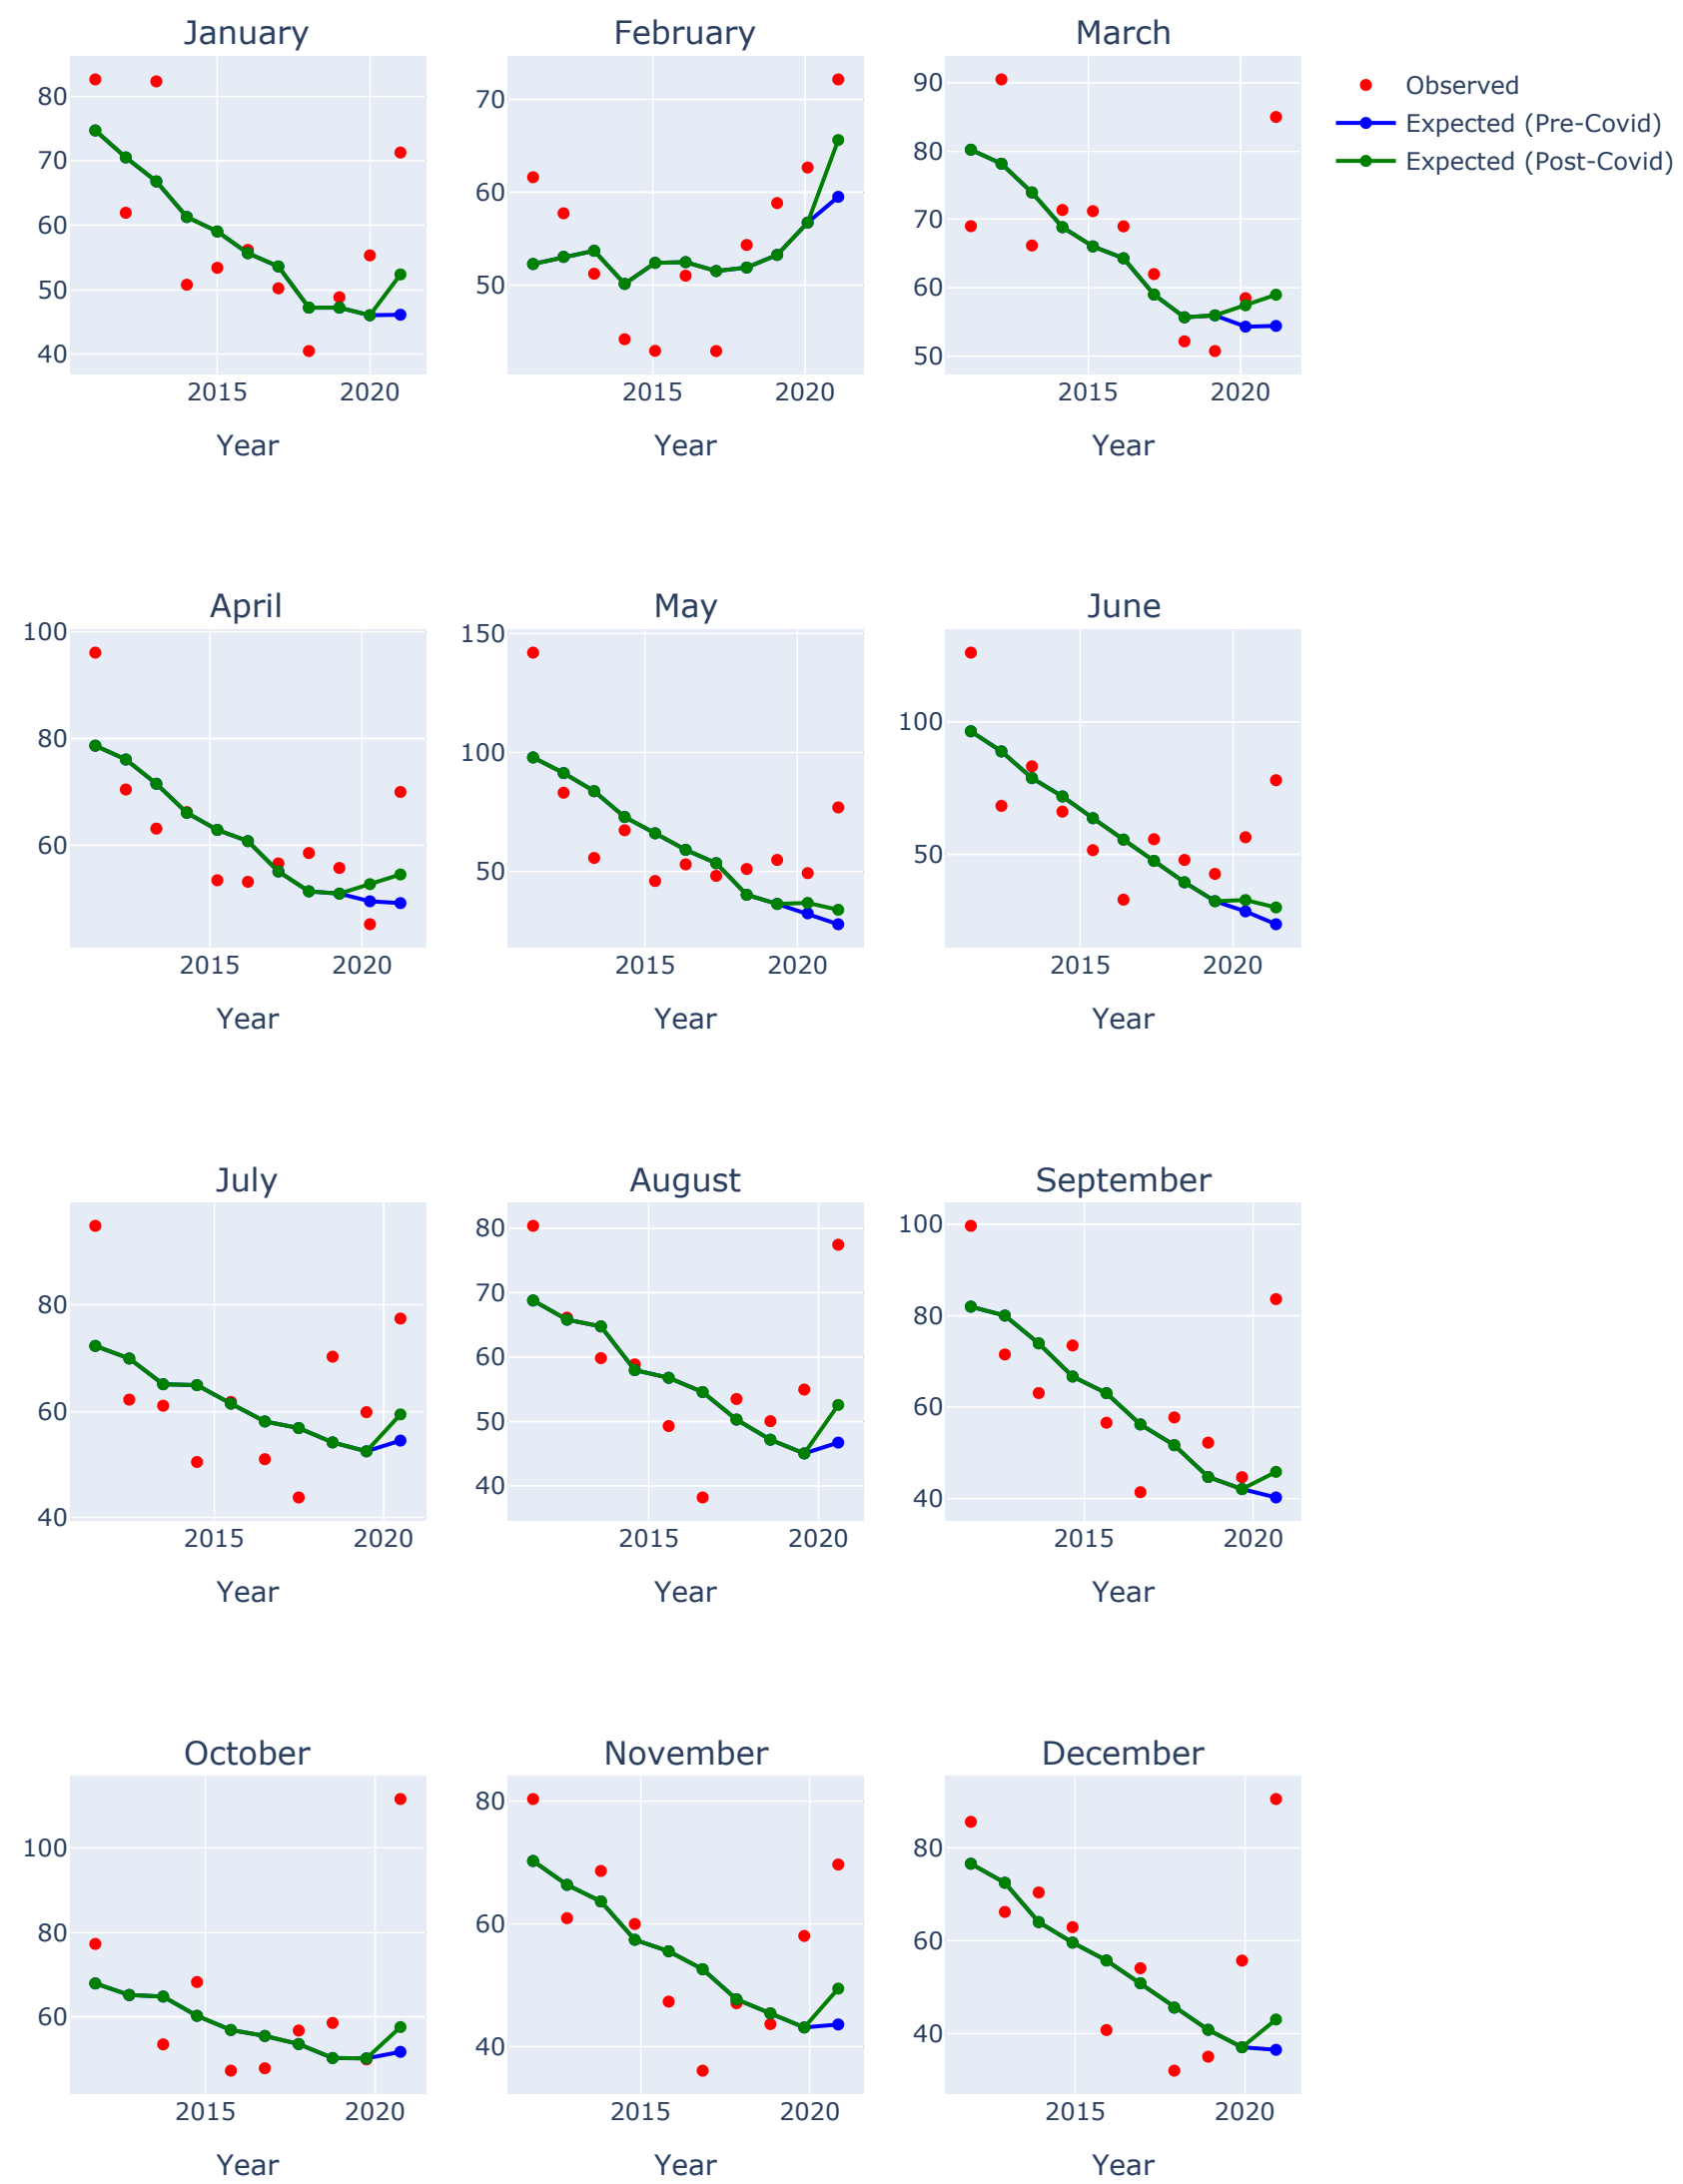 January
February
March
80
70
60
50
40
70
60
50
90
80
70
60
50
Observed
Expected (Pre-Covid)
Expected (Post-Covid)
2015 2020
2015 2020
2015 2020
Year
Year
Year
April
May
June
100
80
60
150
100
50
100
50
2015 2020
2015 2020
2015 2020
Year
Year
Year
July
August
September
80
60
40
80
70
60
50
40
100
80
60
40
2015 2020
2015 2020
2015 2020
Year
Year
Year
October
November
December
100
80
60
80
60
40
80
60
40
2015 2020
2015 2020
2015 2020
Year
Year
Year